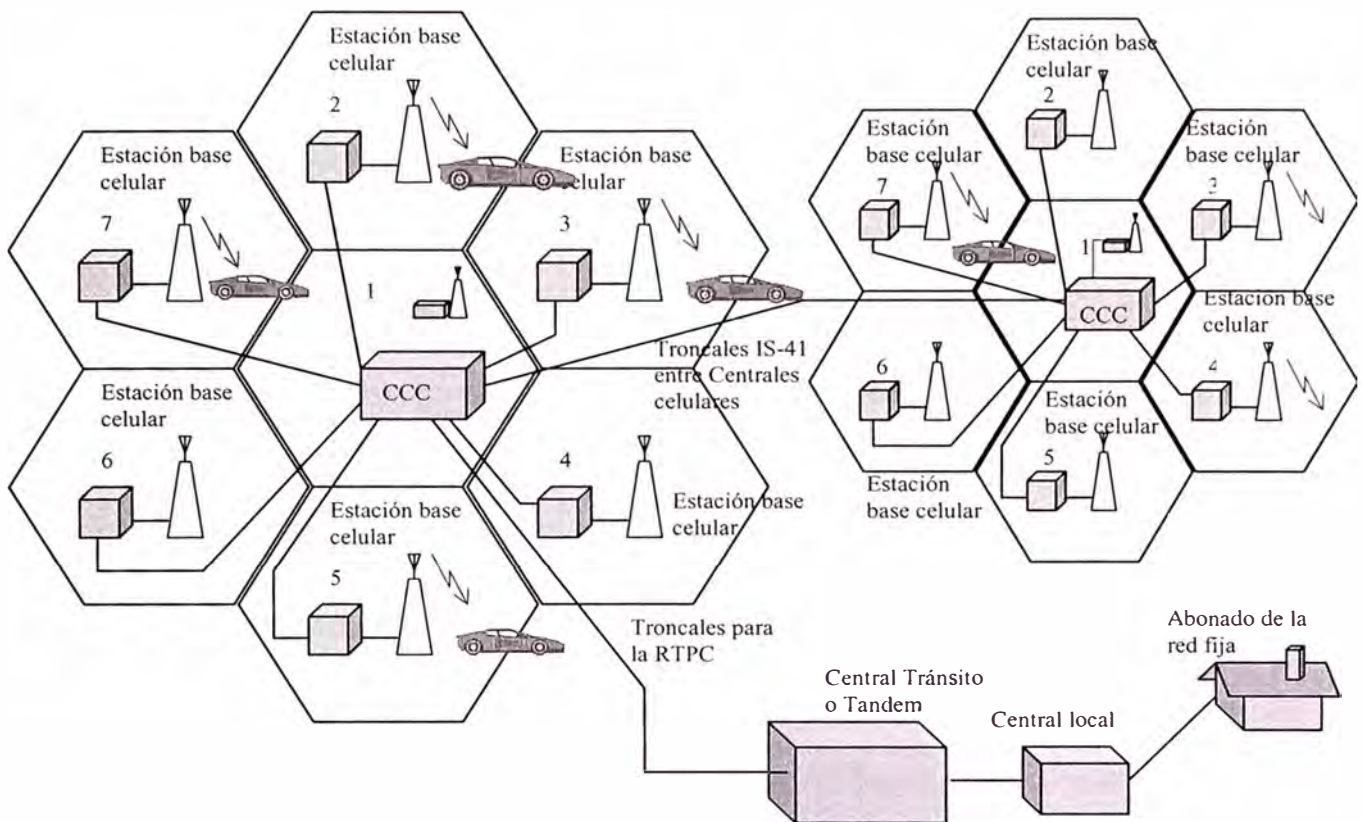 Estación base
celular
2
Estación base
celular
7
Estación base
celular
3
1
CCC
Troncales IS-41
entre Centrales
celulares
Estación base
celular
6
4
Estación base
celular
Estación base
celular
5
Troncales para
la RTPC
Estación base
celular
2
Estación
base celular
7
Estación
base celular
3
1
CCC
Estación base
celular
4
6
Estación
base celular
Estación
base celular
5
Central Tránsito
o Tandem
Central local
Abonado de la
red fija